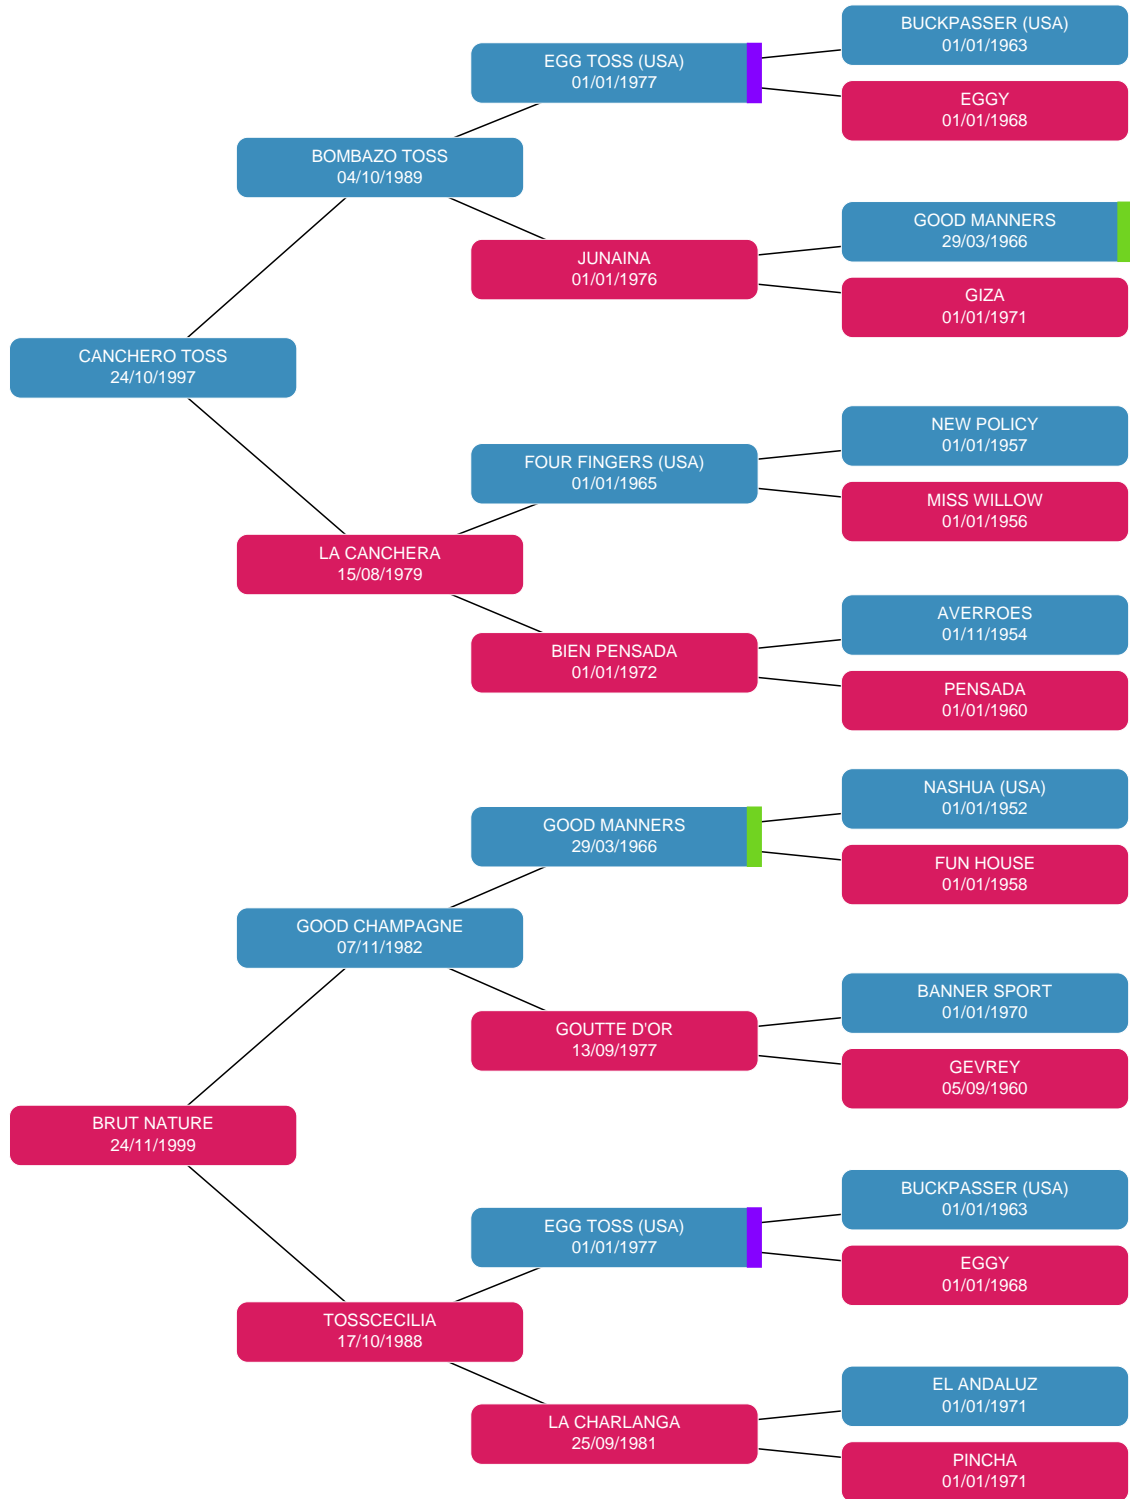 BUCKPASSER (USA)
01/01/1963
EGG TOSS (USA)
01/01/1977
EGGY
01/01/1968
BOMBAZO TOSS
04/10/1989
GOOD MANNERS
29/03/1966
JUNAINA
01/01/1976
GIZA
01/01/1971
CANCHERO TOSS
24/10/1997
NEW POLICY
01/01/1957
FOUR FINGERS (USA)
01/01/1965
MISS WILLOW
01/01/1956
LA CANCHERA
15/08/1979
AVERROES
01/11/1954
BIEN PENSADA
01/01/1972
PENSADA
01/01/1960
NASHUA (USA)
01/01/1952
GOOD MANNERS
29/03/1966
FUN HOUSE
01/01/1958
GOOD CHAMPAGNE
07/11/1982
BANNER SPORT
01/01/1970
GOUTTE D'OR
13/09/1977
GEVREY
05/09/1960
BRUT NATURE
24/11/1999
BUCKPASSER (USA)
01/01/1963
EGG TOSS (USA)
01/01/1977
EGGY
01/01/1968
TOSSCECILIA
17/10/1988
EL ANDALUZ
01/01/1971
LA CHARLANGA
25/09/1981
PINCHA
01/01/1971